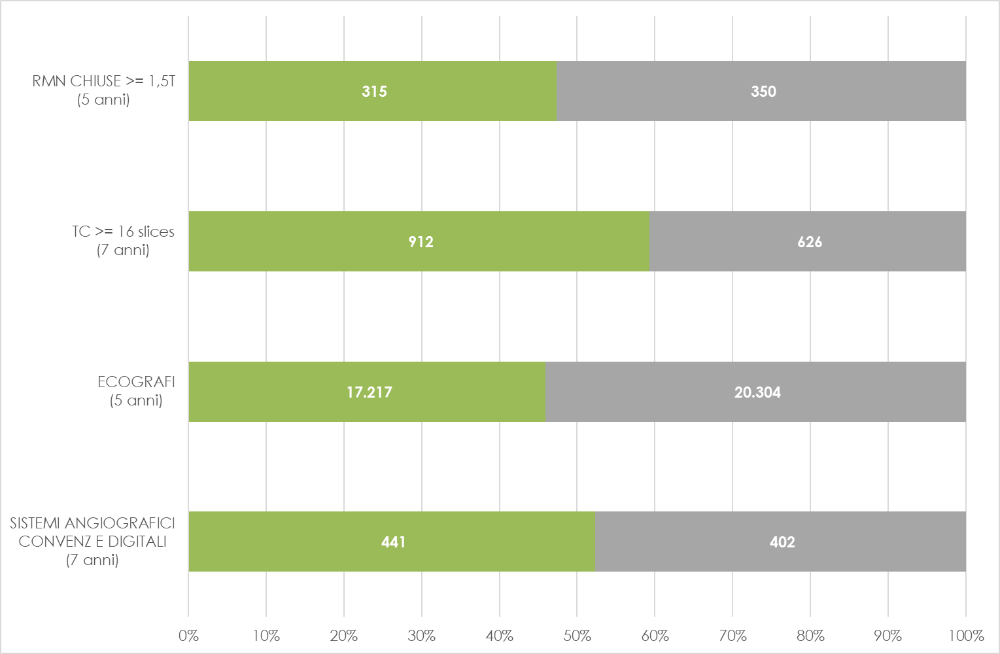 RMN CHIUSE >= 1,5T
(5 anni)
315
350
TC >= 16 slices
(7 anni)
912
626
ECOGRAFI
(5 anni)
17.217
20.304
SISTEMI ANGIOGRAFICI
CONVENZ E DIGITALI
(7 anni)
441
402
0% 10% 20% 30% 40% 50% 60% 70% 80% 90% 100%